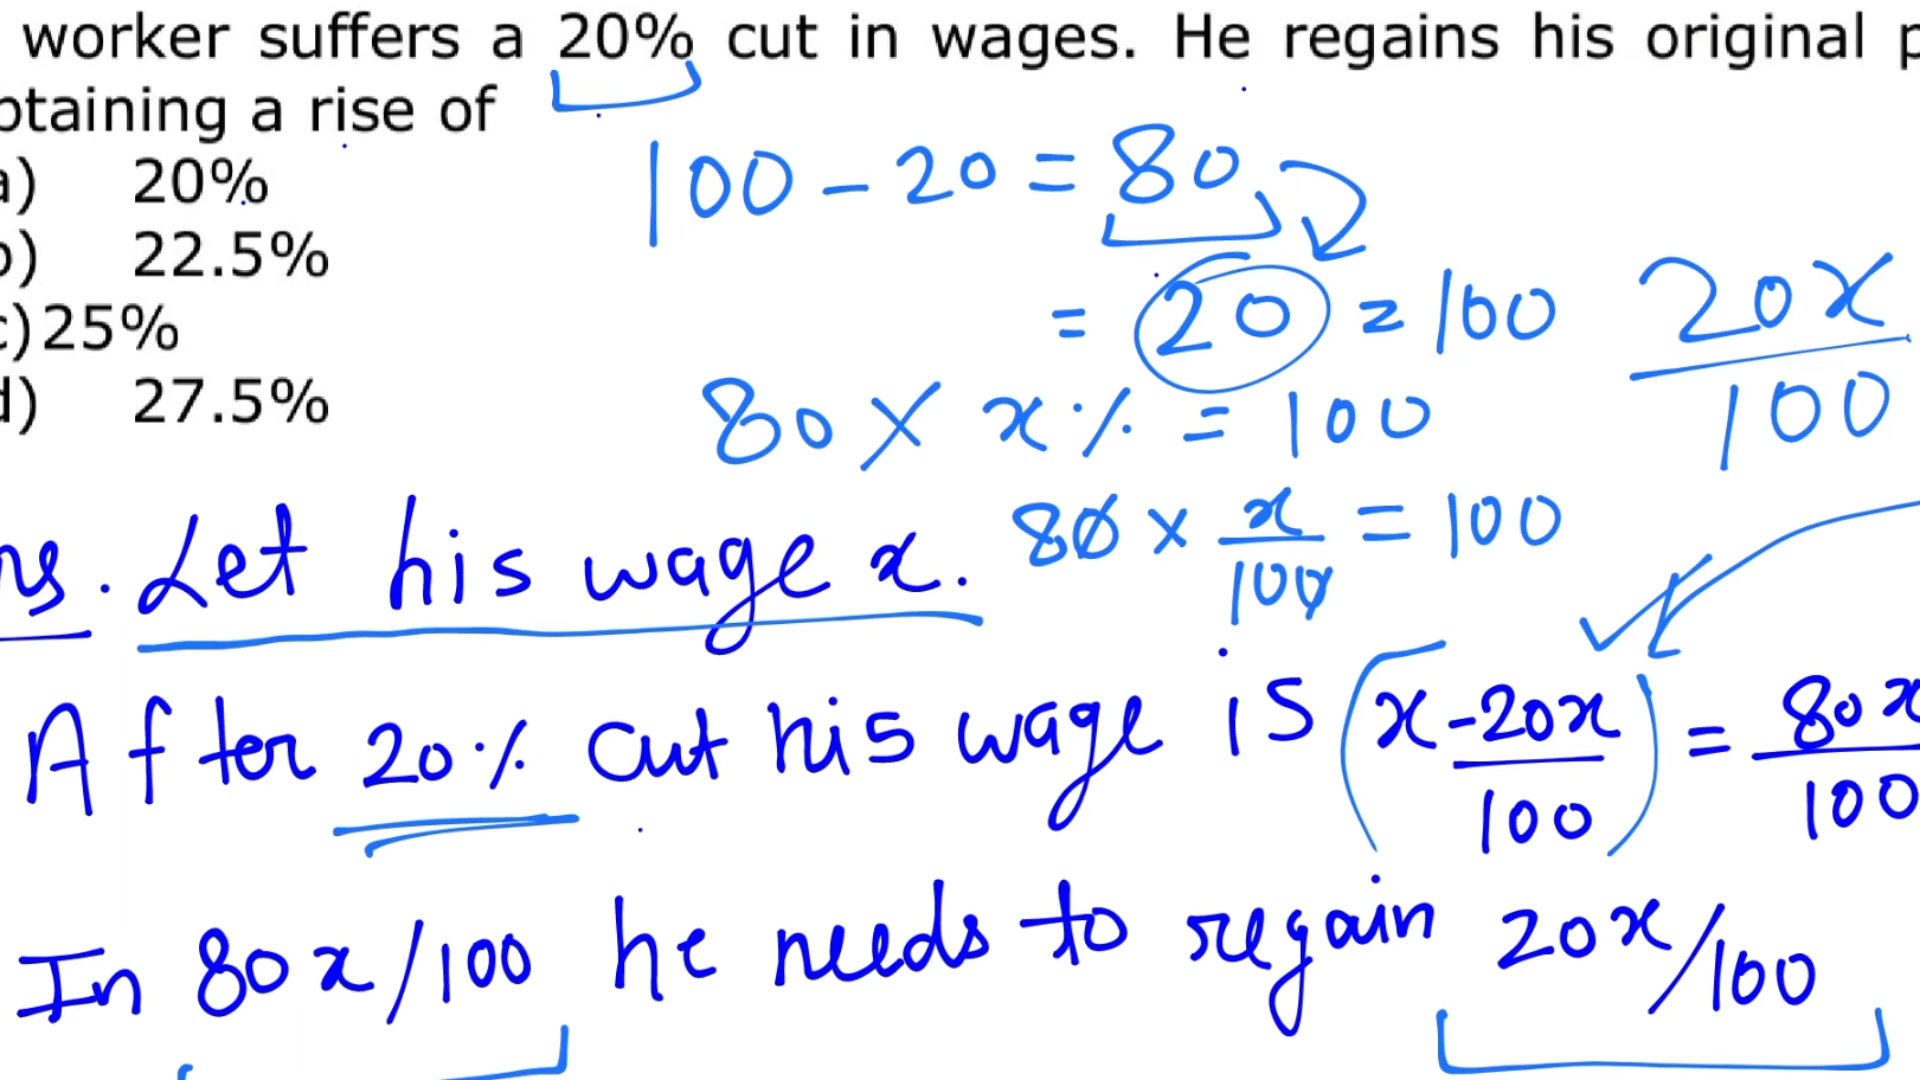 worker suffers a 20% cut in wages. He regains his original p
btaining a rise of
a) 20%
b) 22.5%
c) 25%
d) 27.5%
100 - 20 = 80
= 20 = 100
20x/100
80 × x% = 100
80 × x/100 = 100
ns. Let his wage x.
After 20% cut his wage is (x - 20x/100) = 80x/100
In 80x/100 he needs to regain 20x/100